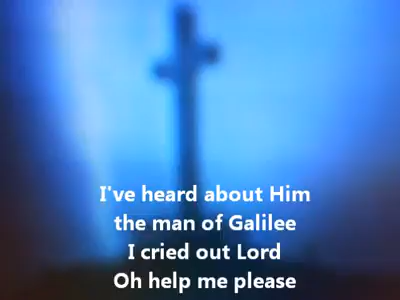 I've heard about Him
the man of Galilee
I cried out Lord
Oh help me please